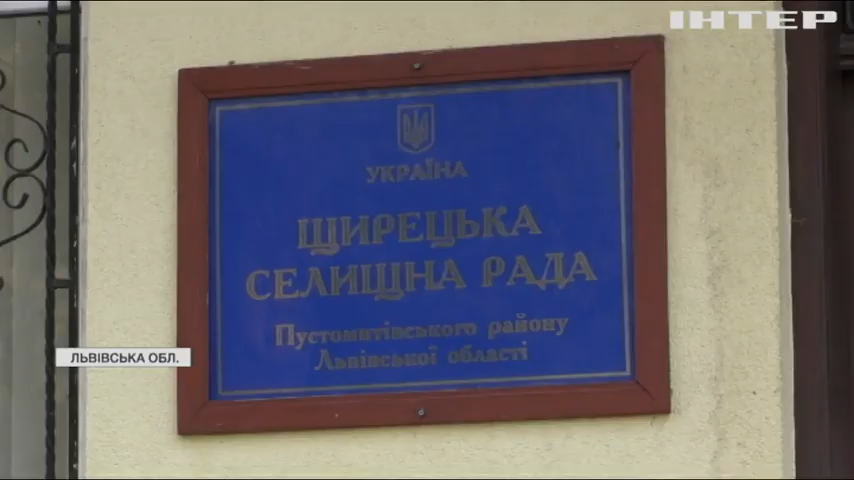 ІНТЕР
УКРАЇНА
ЩИРЕЦЬКА
СЕЛИЩНА РАДА
Пустомитівського району
Львівської області
ЛЬВІВСЬКА ОБЛ.